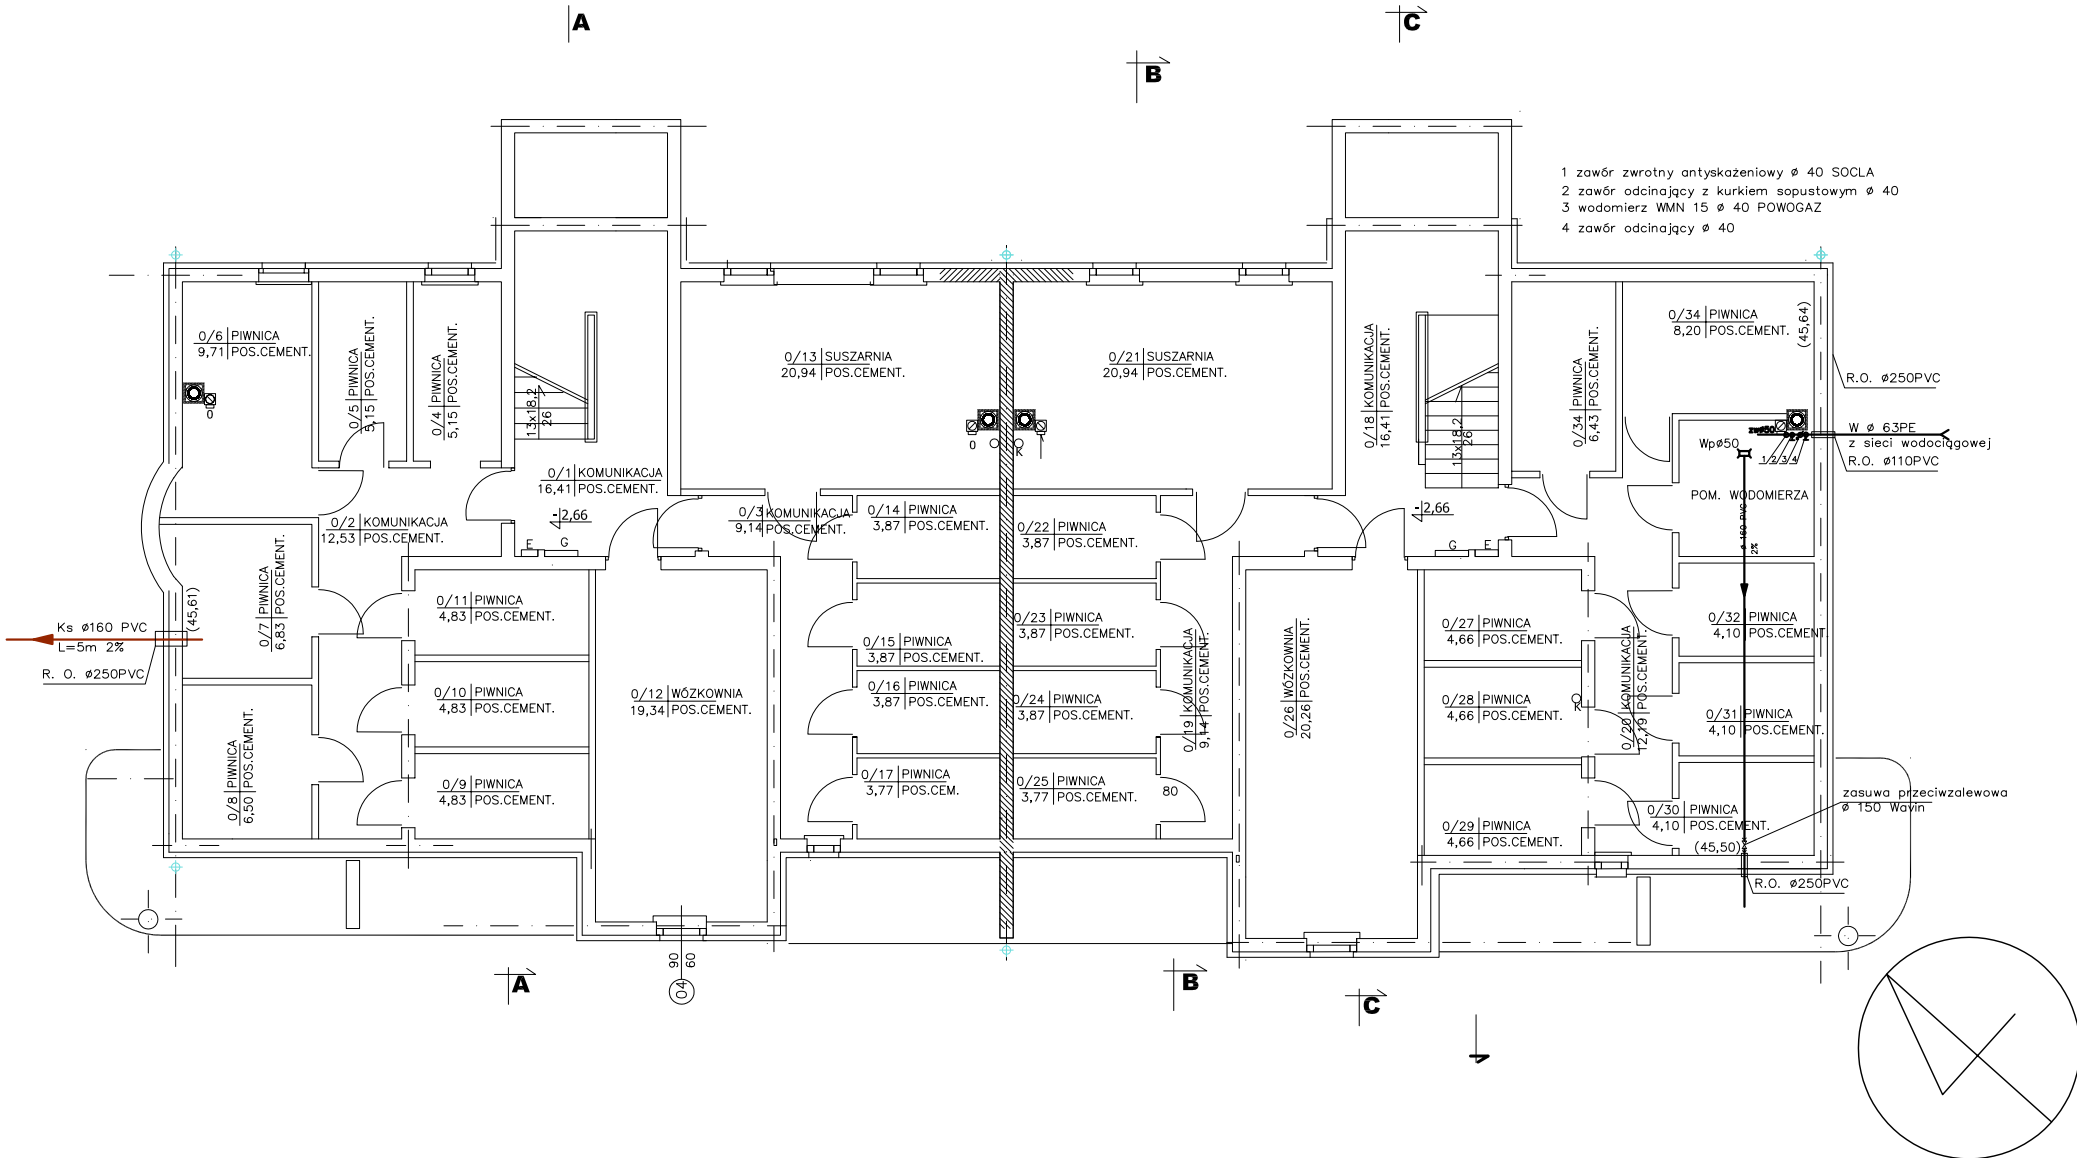 A
C
B
1 zawór zwrotny antyskażeniowy ø 40 SOCLA
2 zawór odcinający z kurkiem sopustowym ø 40
3 wodomierz WMN 15 ø 40 POWOGAZ
4 zawór odcinający ø 40
0/6 PIWNICA
9,71 POS.CEMENT.
0/5 PIWNICA
5,15 POS.CEMENT.
0/4 PIWNICA
5,15 POS.CEMENT.
13x18,2
26
0/13 SUSZARNIA
20,94 POS.CEMENT.
0/21 SUSZARNIA
20,94 POS.CEMENT.
0/18 KOMUNIKACJA
16,41 POS.CEMENT.
13x18,2
26
0/34 PIWNICA
6,43 POS.CEMENT.
0/34 PIWNICA
8,20 POS.CEMENT.
(45,64)
R.O. ø250PVC
0
0
K
W ø 63PE
z sieci wodociągowej
R.O. ø110PVC
zwø50
Wpø50
1 2 3 4
POM. WODOMIERZA
ø 160 PVC
2%
0/1 KOMUNIKACJA
16,41 POS.CEMENT.
-2,66
0/2 KOMUNIKACJA
12,53 POS.CEMENT.
0/3 KOMUNIKACJA
9,14 POS.CEMENT.
0/14 PIWNICA
3,87 POS.CEMENT.
0/22 PIWNICA
3,87 POS.CEMENT.
-2,66
E
G
G
E
0/7 PIWNICA
6,83 POS.CEMENT.
(45,61)
Ks ø160 PVC
L=5m 2%
R. O. ø250PVC
0/11 PIWNICA
4,83 POS.CEMENT.
0/15 PIWNICA
3,87 POS.CEMENT.
0/23 PIWNICA
3,87 POS.CEMENT.
0/27 PIWNICA
4,66 POS.CEMENT.
0/32 PIWNICA
4,10 POS.CEMENT.
0/10 PIWNICA
4,83 POS.CEMENT.
0/12 WÓZKOWNIA
19,34 POS.CEMENT.
0/16 PIWNICA
3,87 POS.CEMENT.
0/24 PIWNICA
3,87 POS.CEMENT.
0/19 KOMUNIKACJA
9,14 POS.CEMENT.
0/26 WÓZKOWNIA
20,26 POS.CEMENT.
0/28 PIWNICA
4,66 POS.CEMENT.
K
0/20 KOMUNIKACJA
12,19 POS.CEMENT.
0/31 PIWNICA
4,10 POS.CEMENT.
0/8 PIWNICA
6,50 POS.CEMENT.
0/9 PIWNICA
4,83 POS.CEMENT.
0/17 PIWNICA
3,77 POS.CEM.
0/25 PIWNICA
3,77 POS.CEMENT.
80
0/29 PIWNICA
4,66 POS.CEMENT.
0/30 PIWNICA
4,10 POS.CEMENT.
(45,50)
zasuwa przeciwzalewowa
ø 150 Wavin
R.O. ø250PVC
90
60
04
A
B
C